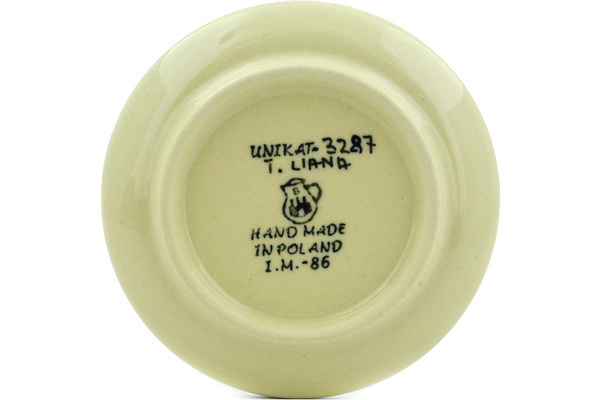 UNIKAT-3287
T. LIANA
Б
HAND MADE
IN POLAND
I.M.-86